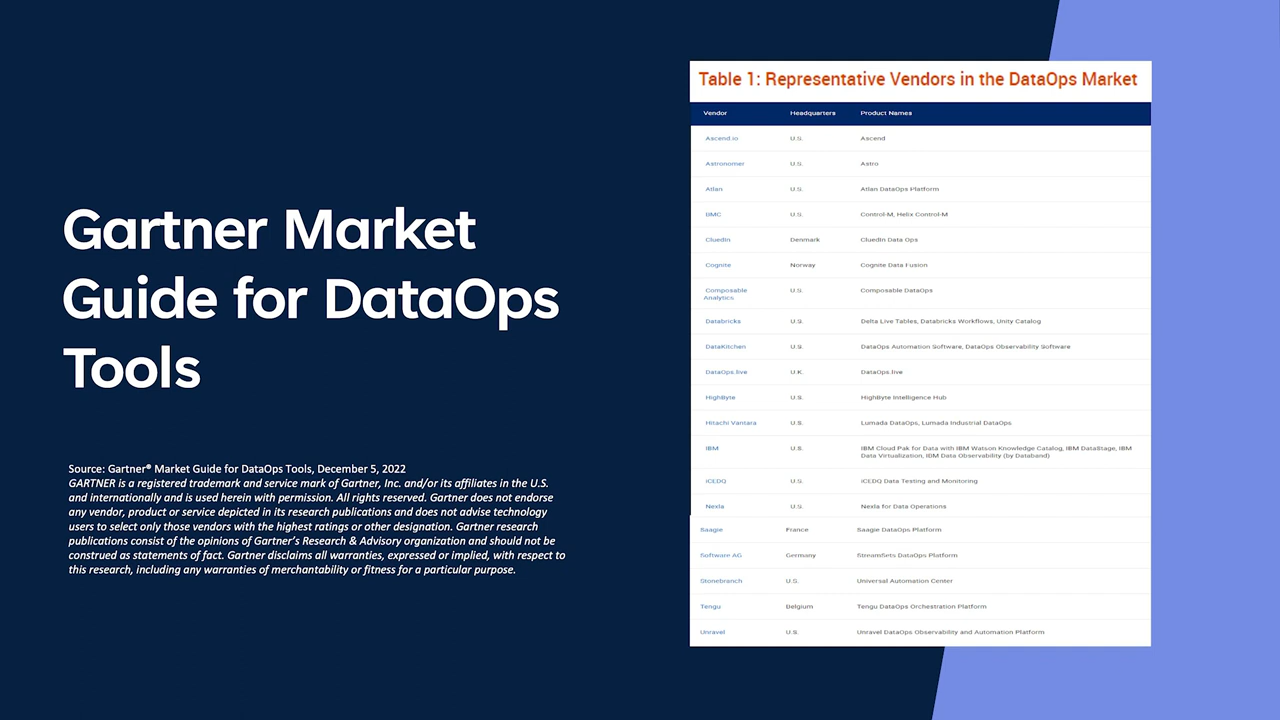 Gartner Market
Guide for DataOps
Tools
Source: Gartner® Market Guide for DataOps Tools, December 5, 2022
GARTNER is a registered trademark and service mark of Gartner, Inc. and/or its affiliates in the U.S.
and internationally and is used herein with permission. All rights reserved. Gartner does not endorse
any vendor, product or service depicted in its research publications and does not advise technology
users to select only those vendors with the highest ratings or other designation. Gartner research
publications consist of the opinions of Gartner's Research & Advisory organization and should not be
construed as statements of fact. Gartner disclaims all warranties, expressed or implied, with respect to
this research, including any warranties of merchantability or fitness for a particular purpose.
Table 1: Representative Vendors in the DataOps Market
Vendor Headquarters Product Names
Ascend.io U.S. Ascend
Astronomer U.S. Astro
Atlan U.S. Atlan DataOps Platform
BMC U.S. Control-M, Helix Control-M
CluedIn Denmark CluedIn Data Ops
Cognite Norway Cognite Data Fusion
Composable U.S. Composable DataOps
Analytics
Databricks U.S. Delta Live Tables, Databricks Workflows, Unity Catalog
DataKitchen U.S. DataOps Automation Software, DataOps Observability Software
DataOps.live U.K. DataOps.live
HighByte U.S. HighByte Intelligence Hub
Hitachi Vantara U.S. Lumada DataOps, Lumada Industrial DataOps
IBM U.S. IBM Cloud Pak for Data with IBM Watson Knowledge Catalog, IBM DataStage, IBM
Data Virtualization, IBM Data Observability (by Databand)
iCEDQ U.S. iCEDQ Data Testing and Monitoring
Nexla U.S. Nexla for Data Operations
Saagie France Saagie DataOps Platform
Software AG Germany StreamSets DataOps Platform
Stonebranch U.S. Universal Automation Center
Tengu Belgium Tengu DataOps Orchestration Platform
Unravel U.S. Unravel DataOps Observability and Automation Platform